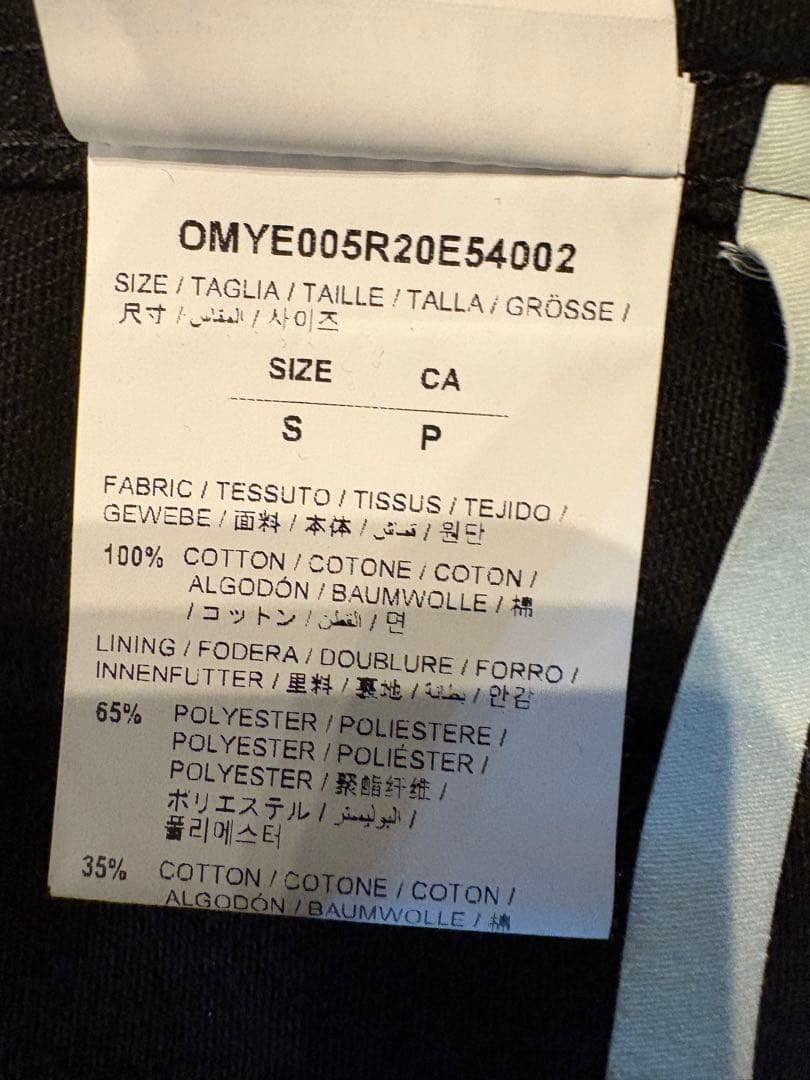 OMYE005R20E54002
SIZE / TAGLIA / TAILLE / TALLA / GRÖSSE /
尺寸 / المقاس / 사이즈
SIZE CA
S P
FABRIC / TESSUTO / TISSUS / TEJIDO /
GEWEBE / 面料 / 本体 / قماش / 원단
100% COTTON / COTONE / COTON /
ALGODÓN / BAUMWOLLE / 棉
/ コットン / القطن / 면
LINING / FODERA / DOUBLURE / FORRO /
INNENFUTTER / 里料 / 裏地 / بطانة / 안감
65% POLYESTER / POLIESTERE /
POLYESTER / POLIÉSTER /
POLYESTER / 聚酯纤维 /
ポリエステル / البوليستر /
폴리에스터
35% COTTON / COTONE / COTON /
ALGODÓN / BAUMWOLLE / 棉